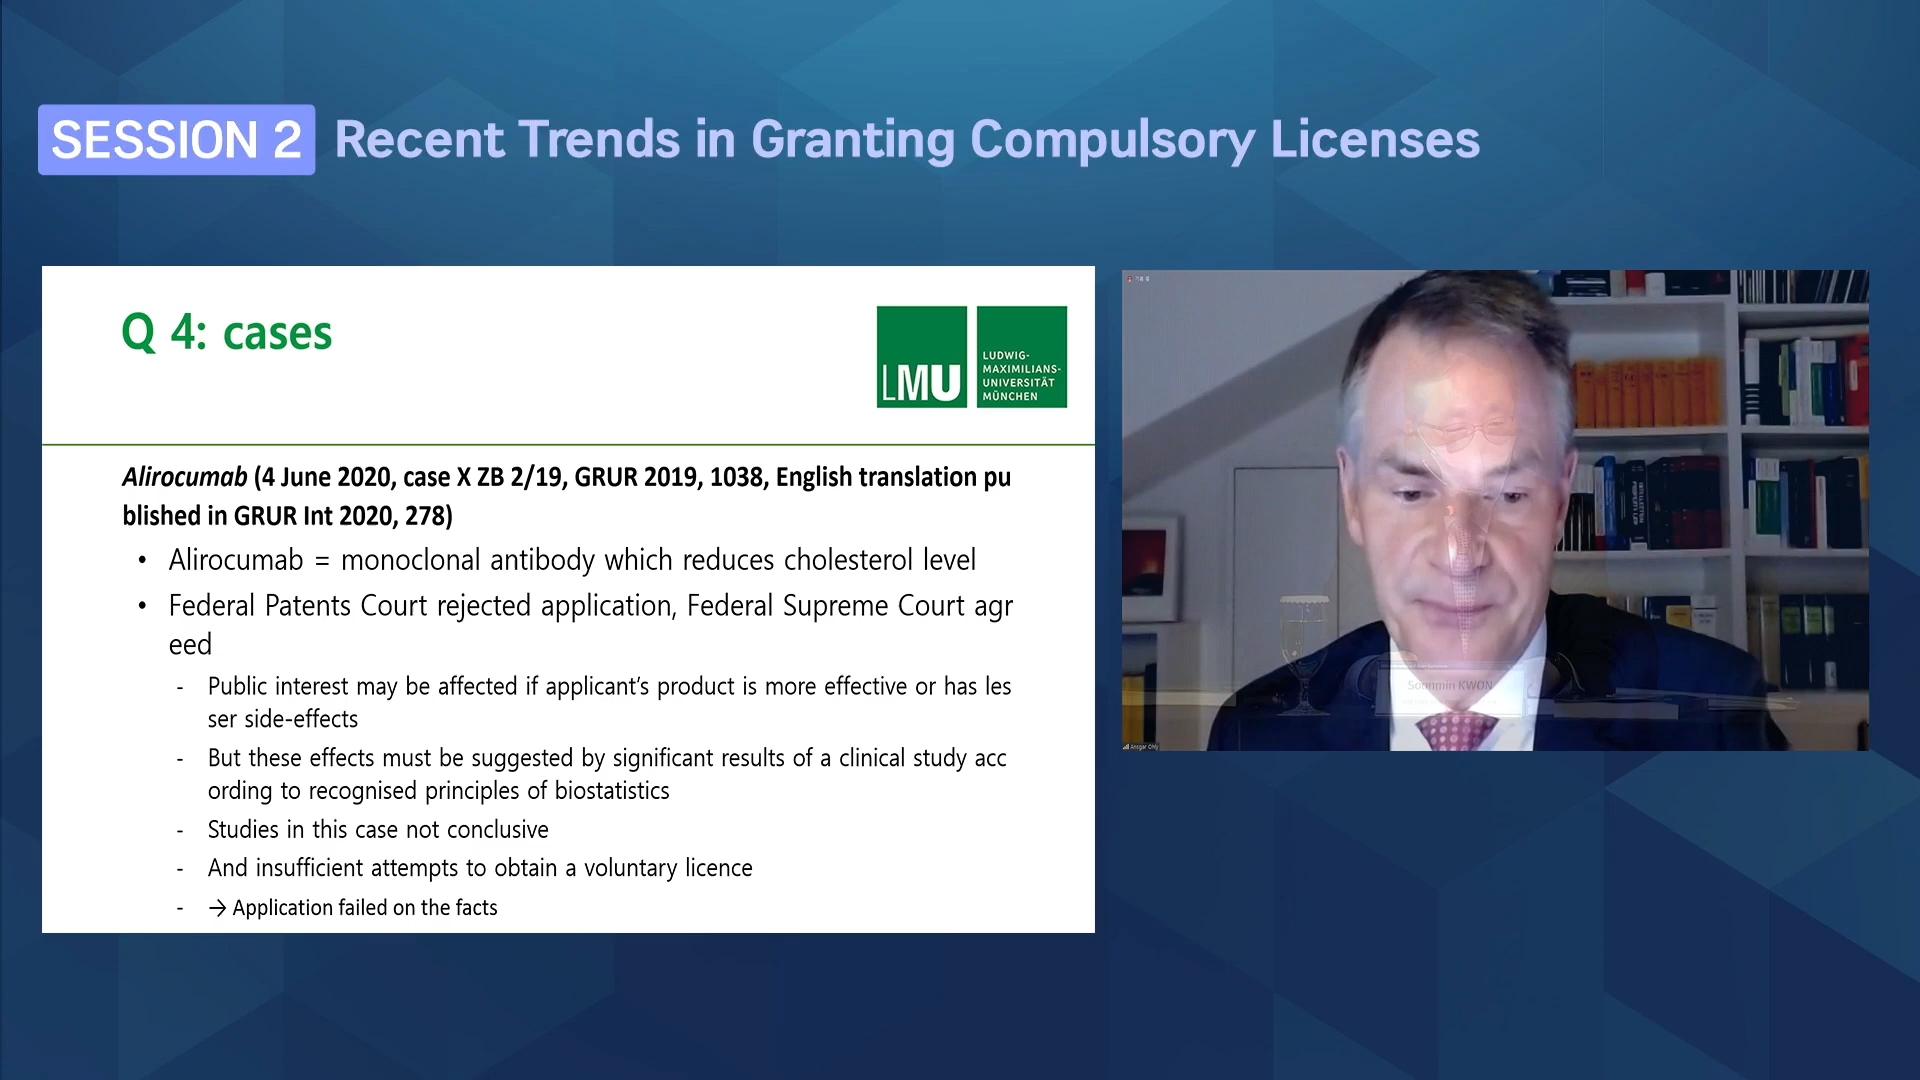 SESSION 2 Recent Trends in Granting Compulsory Licenses
Q 4: cases
LMU
LUDWIG-
MAXIMILIANS-
UNIVERSITÄT
MÜNCHEN
Alirocumab (4 June 2020, case X ZB 2/19, GRUR 2019, 1038, English translation pu
blished in GRUR Int 2020, 278)
• Alirocumab = monoclonal antibody which reduces cholesterol level
• Federal Patents Court rejected application, Federal Supreme Court agr
eed
- Public interest may be affected if applicant's product is more effective or has les
ser side-effects
- But these effects must be suggested by significant results of a clinical study acc
ording to recognised principles of biostatistics
- Studies in this case not conclusive
- And insufficient attempts to obtain a voluntary licence
- → Application failed on the facts
Soonmin KWON
Ansgar Ohly